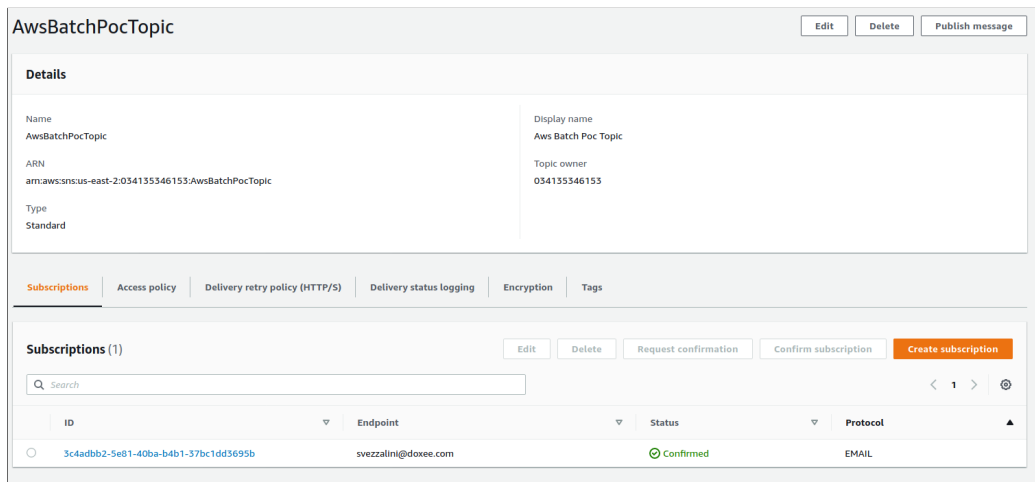 AwsBatchPocTopic
Edit Delete Publish message
Details
Name
AwsBatchPocTopic
Display name
Aws Batch Poc Topic
ARN
arn:aws:sns:us-east-2:034135346153:AwsBatchPocTopic
Topic owner
034135346153
Type
Standard
Subscriptions Access policy Delivery retry policy (HTTP/S) Delivery status logging Encryption Tags
Subscriptions (1)
Edit Delete Request confirmation Confirm subscription Create subscription
Search
1
ID Endpoint Status Protocol
3c4adbb2-5e81-40ba-b4b1-37bc1dd3695b svezzalini@doxee.com Confirmed EMAIL